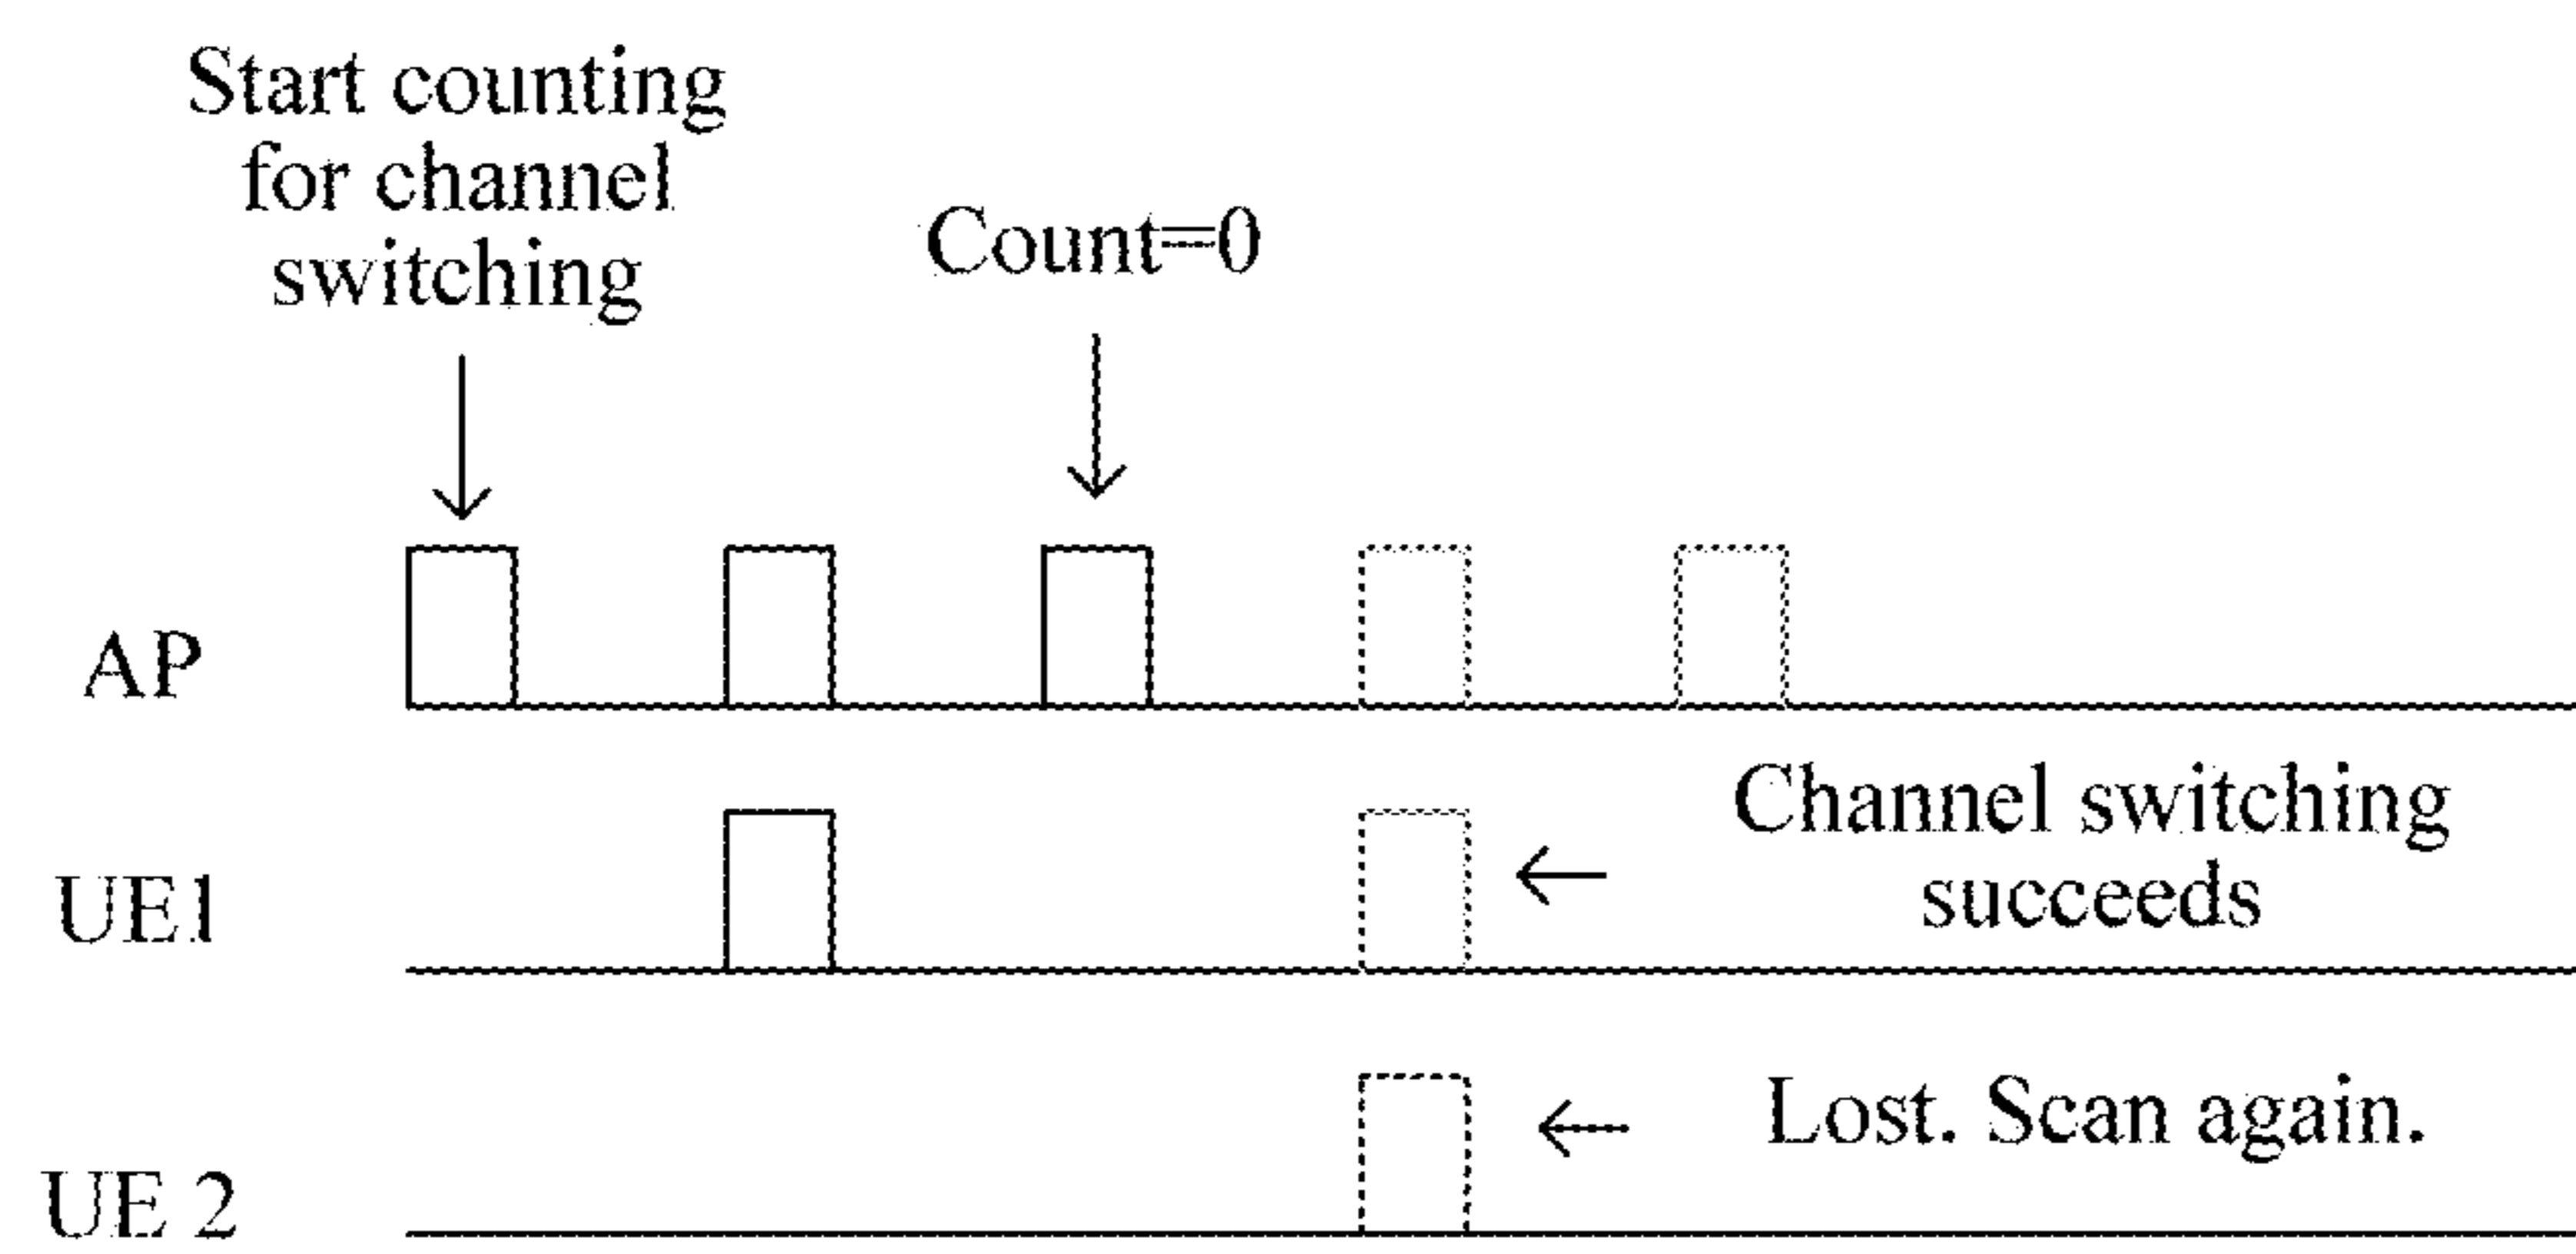 Start counting
for channel
switching
Count=0
AP
Channel switching
succeeds
UE1
Lost. Scan again.
UE 2